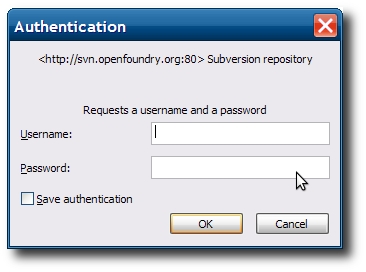 Authentication
<http://svn.openfoundry.org:80> Subversion repository
Requests a username and a password
Username:
Password:
Save authentication
OK Cancel